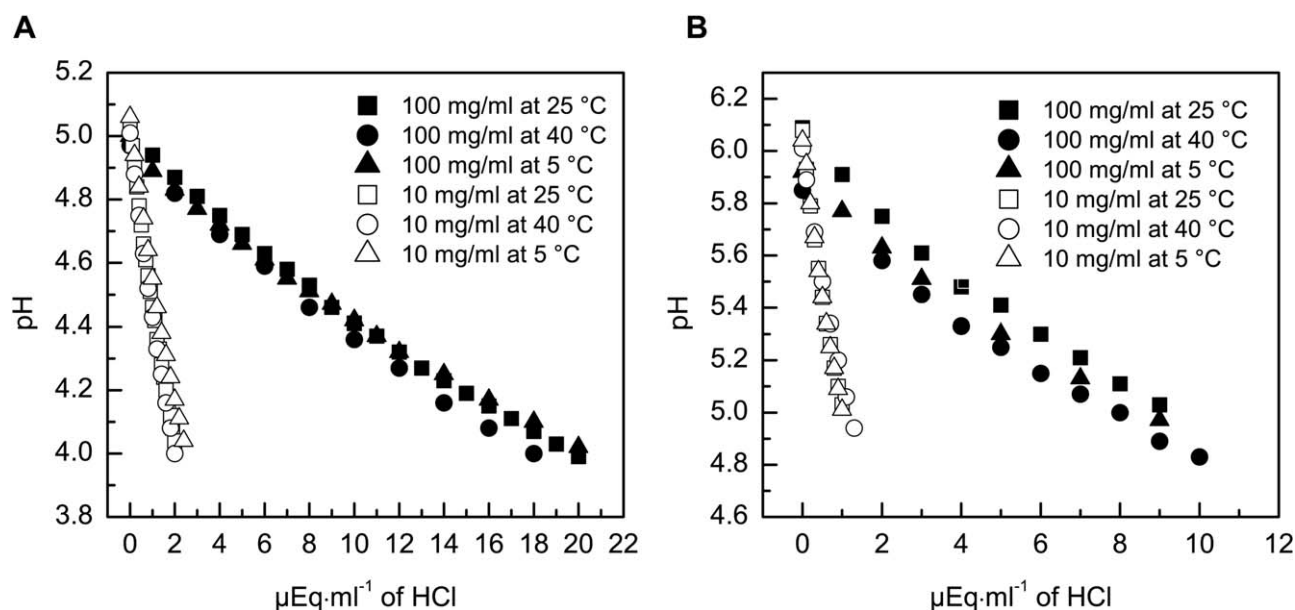 A
5.2
5.0
4.8
4.6
4.4
4.2
4.0
3.8
pH
100 mg/ml at 25 °C
100 mg/ml at 40 °C
100 mg/ml at 5 °C
10 mg/ml at 25 °C
10 mg/ml at 40 °C
10 mg/ml at 5 °C
0 2 4 6 8 10 12 14 16 18 20 22
µEq·ml⁻¹ of HCl
B
6.2
6.0
5.8
5.6
5.4
5.2
5.0
4.8
4.6
pH
100 mg/ml at 25 °C
100 mg/ml at 40 °C
100 mg/ml at 5 °C
10 mg/ml at 25 °C
10 mg/ml at 40 °C
10 mg/ml at 5 °C
0 2 4 6 8 10 12
µEq·ml⁻¹ of HCl